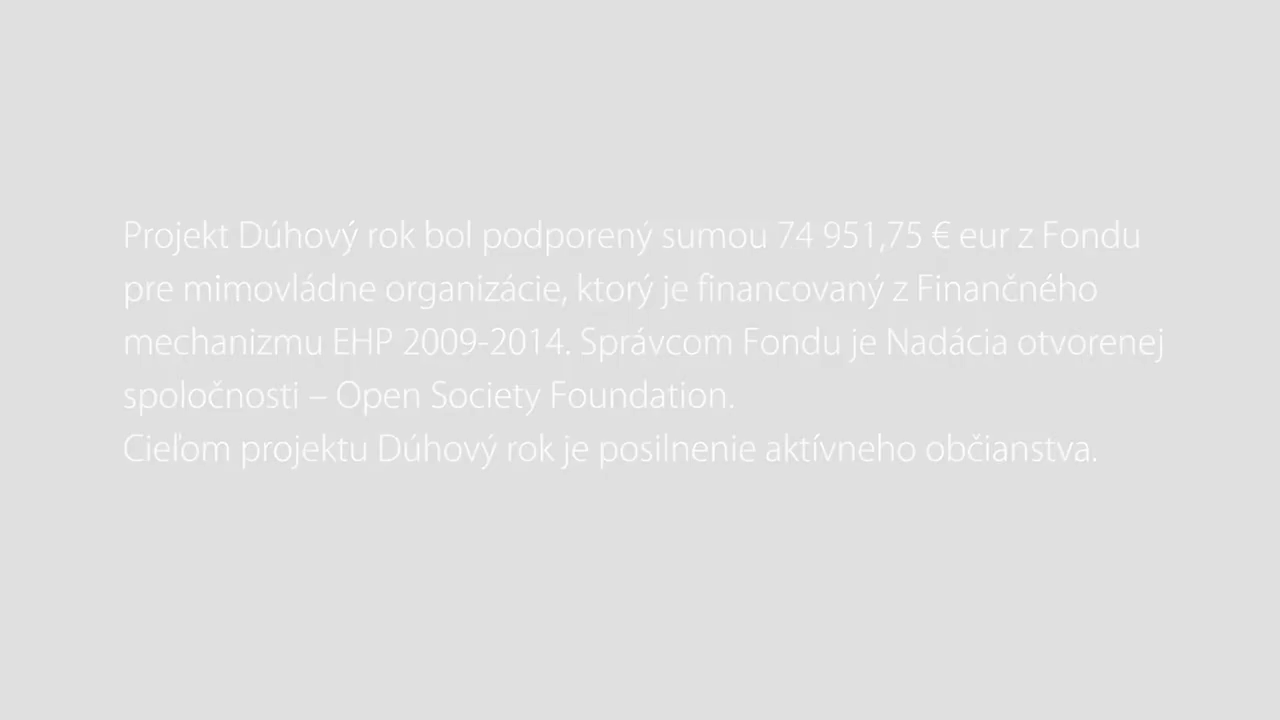 Projekt Dúhový rok bol podporený sumou 74 951,75 € eur z Fondu
pre mimovládne organizácie, ktorý je financovaný z Finančného
mechanizmu EHP 2009-2014. Správcom Fondu je Nadácia otvorenej
spoločnosti – Open Society Foundation.
Cieľom projektu Dúhový rok je posilnenie aktívneho občianstva.